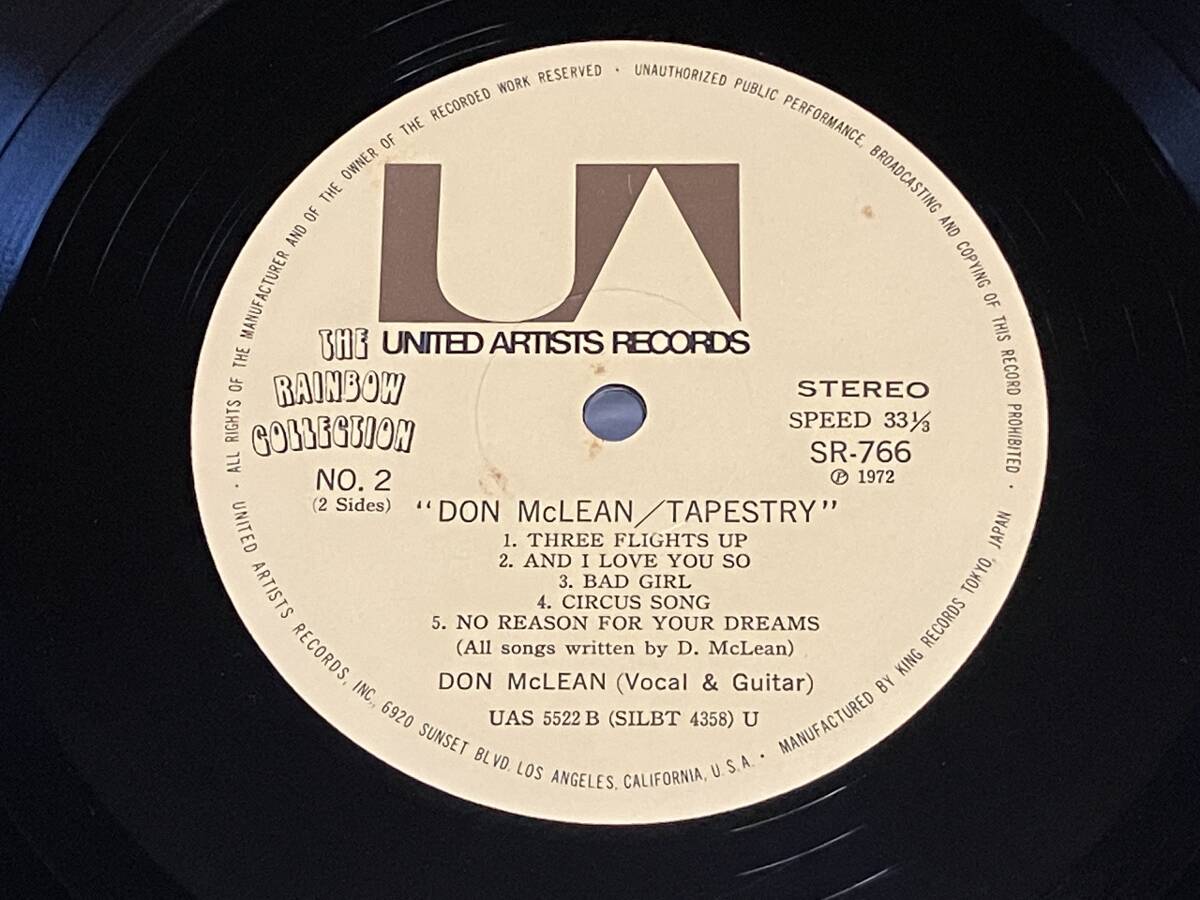 ALL RIGHTS OF THE MANUFACTURER AND OF THE OWNER OF THE RECORDED WORK RESERVED · UNAUTHORIZED PUBLIC PERFORMANCE, BROADCASTING AND COPYING OF THIS RECORD PROHIBITED ·
UA
UNITED ARTISTS RECORDS
THE
RAINBOW
COLLECTION
NO. 2
(2 Sides)
STEREO
SPEED 33⅓
SR-766
Ⓟ 1972
"DON McLEAN/TAPESTRY"
1. THREE FLIGHTS UP
2. AND I LOVE YOU SO
3. BAD GIRL
4. CIRCUS SONG
5. NO REASON FOR YOUR DREAMS
(All songs written by D. McLean)
DON McLEAN (Vocal & Guitar)
UAS 5522 B (SILBT 4358) U
UNITED ARTISTS RECORDS, INC., 6920 SUNSET BLVD. LOS ANGELES, CALIFORNIA, U.S.A. · MANUFACTURED BY KING RECORDS TOKYO, JAPAN